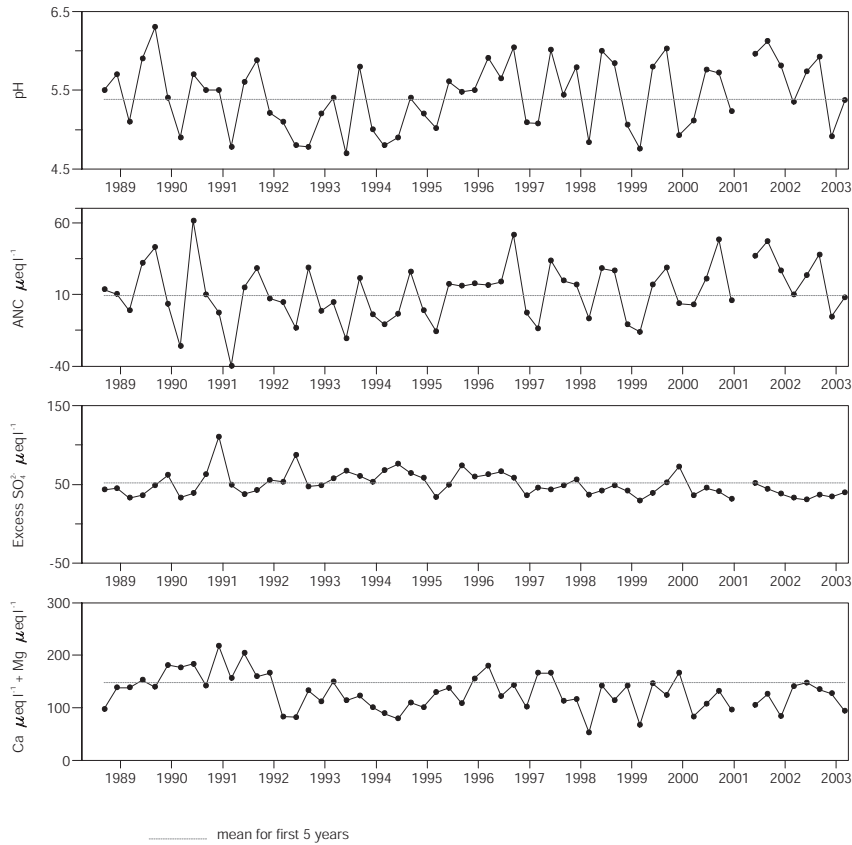 6.5
5.5
4.5
pH
1989 1990 1991 1992 1993 1994 1995 1996 1997 1998 1999 2000 2001 2002 2003
60
10
-40
ANC μeq l⁻¹
1989 1990 1991 1992 1993 1994 1995 1996 1997 1998 1999 2000 2001 2002 2003
150
50
-50
Excess SO₄²⁻ μeq l⁻¹
1989 1990 1991 1992 1993 1994 1995 1996 1997 1998 1999 2000 2001 2002 2003
300
200
100
0
Ca μeq l⁻¹ + Mg μeq l⁻¹
1989 1990 1991 1992 1993 1994 1995 1996 1997 1998 1999 2000 2001 2002 2003
mean for first 5 years